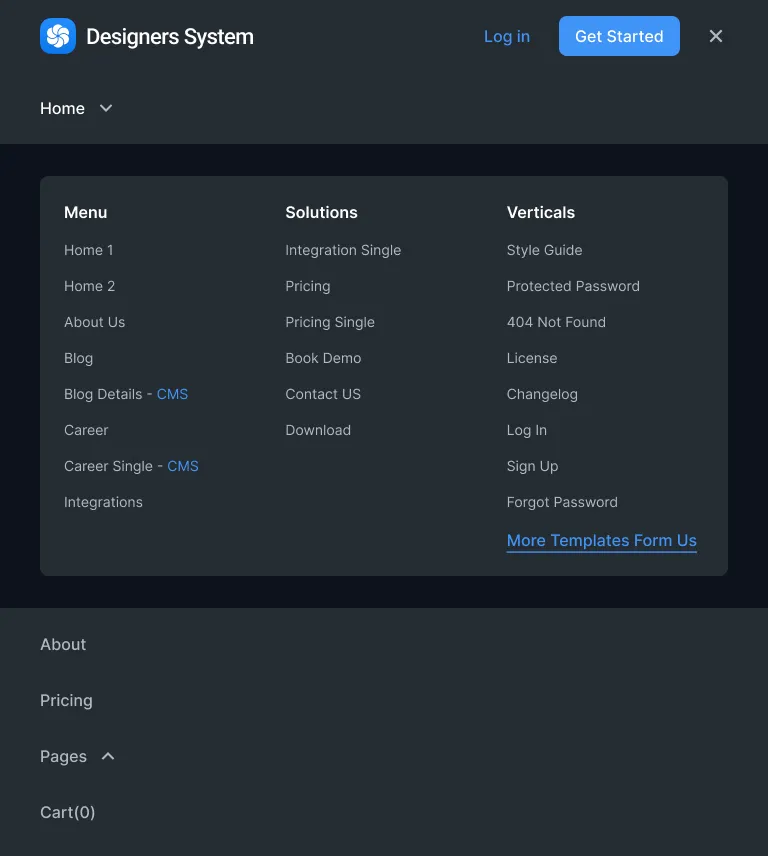 Designers System
Log in
Get Started
Home
Menu
Home 1
Home 2
About Us
Blog
Blog Details - CMS
Career
Career Single - CMS
Integrations
Solutions
Integration Single
Pricing
Pricing Single
Book Demo
Contact US
Download
Verticals
Style Guide
Protected Password
404 Not Found
License
Changelog
Log In
Sign Up
Forgot Password
More Templates Form Us
About
Pricing
Pages
Cart(0)